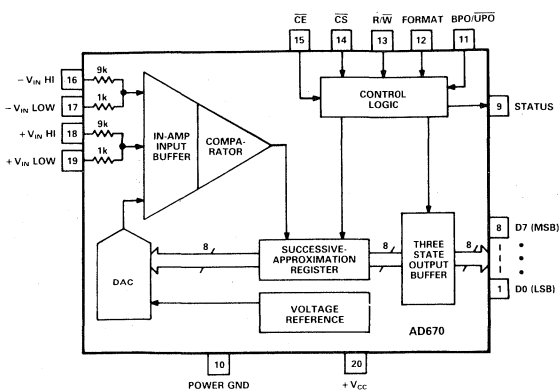 CE CS R/W FORMAT BPO/UPO
15 14 13 12 11
− VIN HI 16 9k
− VIN LOW 17 1k
+ VIN HI 18 9k
+ VIN LOW 19 1k
IN-AMP
INPUT
BUFFER
COMPA-
RATOR
CONTROL
LOGIC
9 STATUS
DAC
8
SUCCESSIVE-
APPROXIMATION
REGISTER
8
THREE
STATE
OUTPUT
BUFFER
8
8 D7 (MSB)
1 D0 (LSB)
VOLTAGE
REFERENCE
AD670
10
POWER GND
20
+ VCC